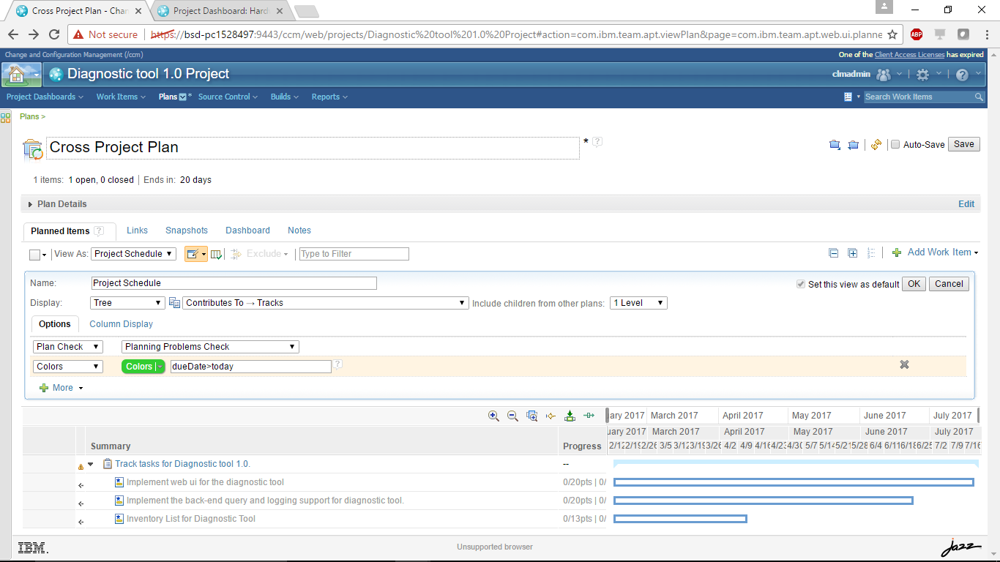 Cross Project Plan - Chan
Project Dashboard: Hard
Not secure https://bsd-pc1528497:9443/ccm/web/projects/Diagnostic%20tool%201.0%20Project#action=com.ibm.team.apt.viewPlan&page=com.ibm.team.apt.web.ui.planne
ABP
Change and Configuration Management (/ccm)
One of the Client Access Licenses has expired
Diagnostic tool 1.0 Project
clmadmin
Project Dashboards Work Items Plans * Source Control Builds Reports Search Work Items
Plans >
Cross Project Plan * ?
Auto-Save Save
1 items: 1 open, 0 closed | Ends in: 20 days
Plan Details Edit
Planned Items ? Links Snapshots Dashboard Notes
View As: Project Schedule Exclude Type to Filter Add Work Item
Name: Project Schedule Set this view as default OK Cancel
Display: Tree Contributes To → Tracks Include children from other plans: 1 Level
Options Column Display
Plan Check Planning Problems Check
Colors Colors dueDate>today ?
More
ary 2017 March 2017 April 2017 May 2017 June 2017 July 2017
uary 2017 March 2017 April 2017 May 2017 June 2017 July 2017
Summary Progress 2/12 2/19 2/26 3/5 3/12 3/19 3/26 4/2 4/9 4/16 4/23 4/30 5/7 5/14 5/21 5/28 6/4 6/11 6/18 6/25 7/2 7/9 7/16
Track tasks for Diagnostic tool 1.0. --
Implement web ui for the diagnostic tool 0/20pts | 0/
Implement the back-end query and logging support for diagnostic tool. 0/20pts | 0/
Inventory List for Diagnostic Tool 0/13pts | 0/
IBM. Unsupported browser jazz